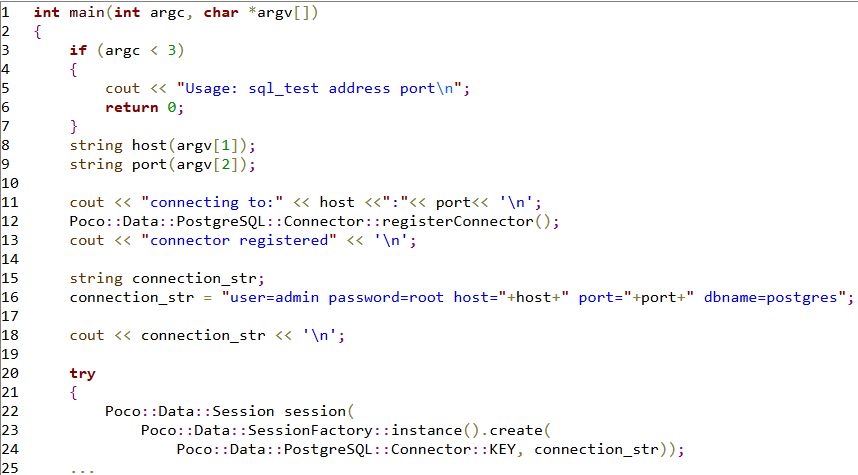 1 int main(int argc, char *argv[])
2 {
3     if (argc < 3)
4     {
5         cout << "Usage: sql_test address port\n";
6         return 0;
7     }
8     string host(argv[1]);
9     string port(argv[2]);
10
11     cout << "connecting to:" << host <<":"<< port<< '\n';
12     Poco::Data::PostgreSQL::Connector::registerConnector();
13     cout << "connector registered" << '\n';
14
15     string connection_str;
16     connection_str = "user=admin password=root host="+host+" port="+port+" dbname=postgres";
17
18     cout << connection_str << '\n';
19
20     try
21     {
22         Poco::Data::Session session(
23             Poco::Data::SessionFactory::instance().create(
24                 Poco::Data::PostgreSQL::Connector::KEY, connection_str));
25     ...